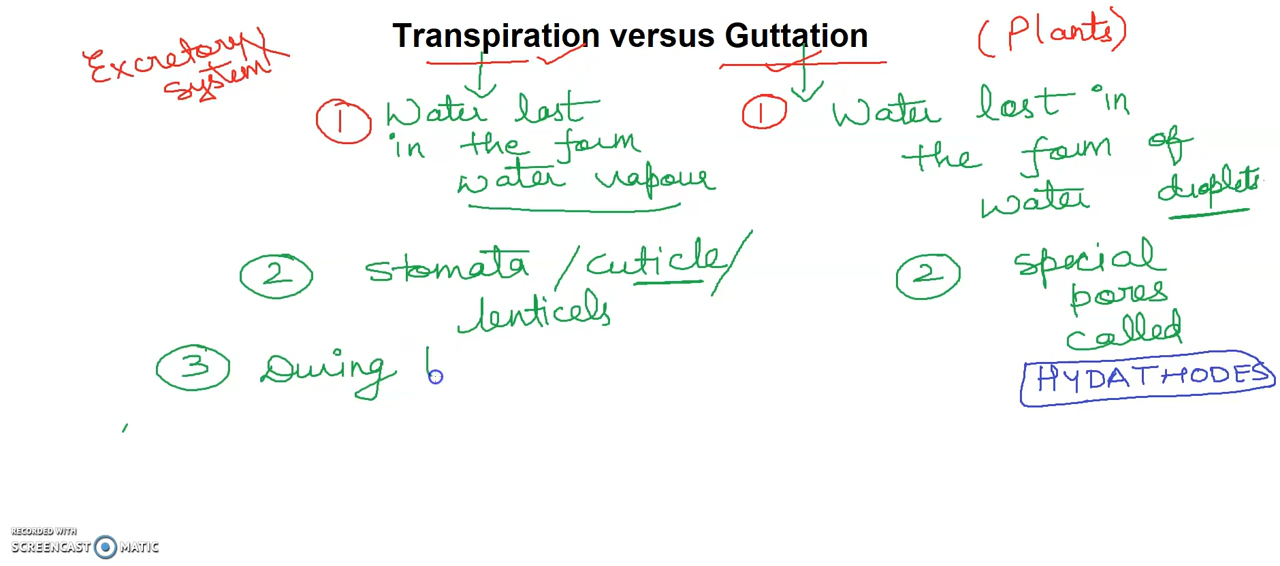 Transpiration versus Guttation
Excretory
system
(Plants)
1 Water lost
in the form
water vapour
1 Water lost in
the form of
water droplets
2 stomata / cuticle /
lenticels
2 special
pores
called
HYDATHODES
3 During
RECORDED WITH
SCREENCAST MATIC